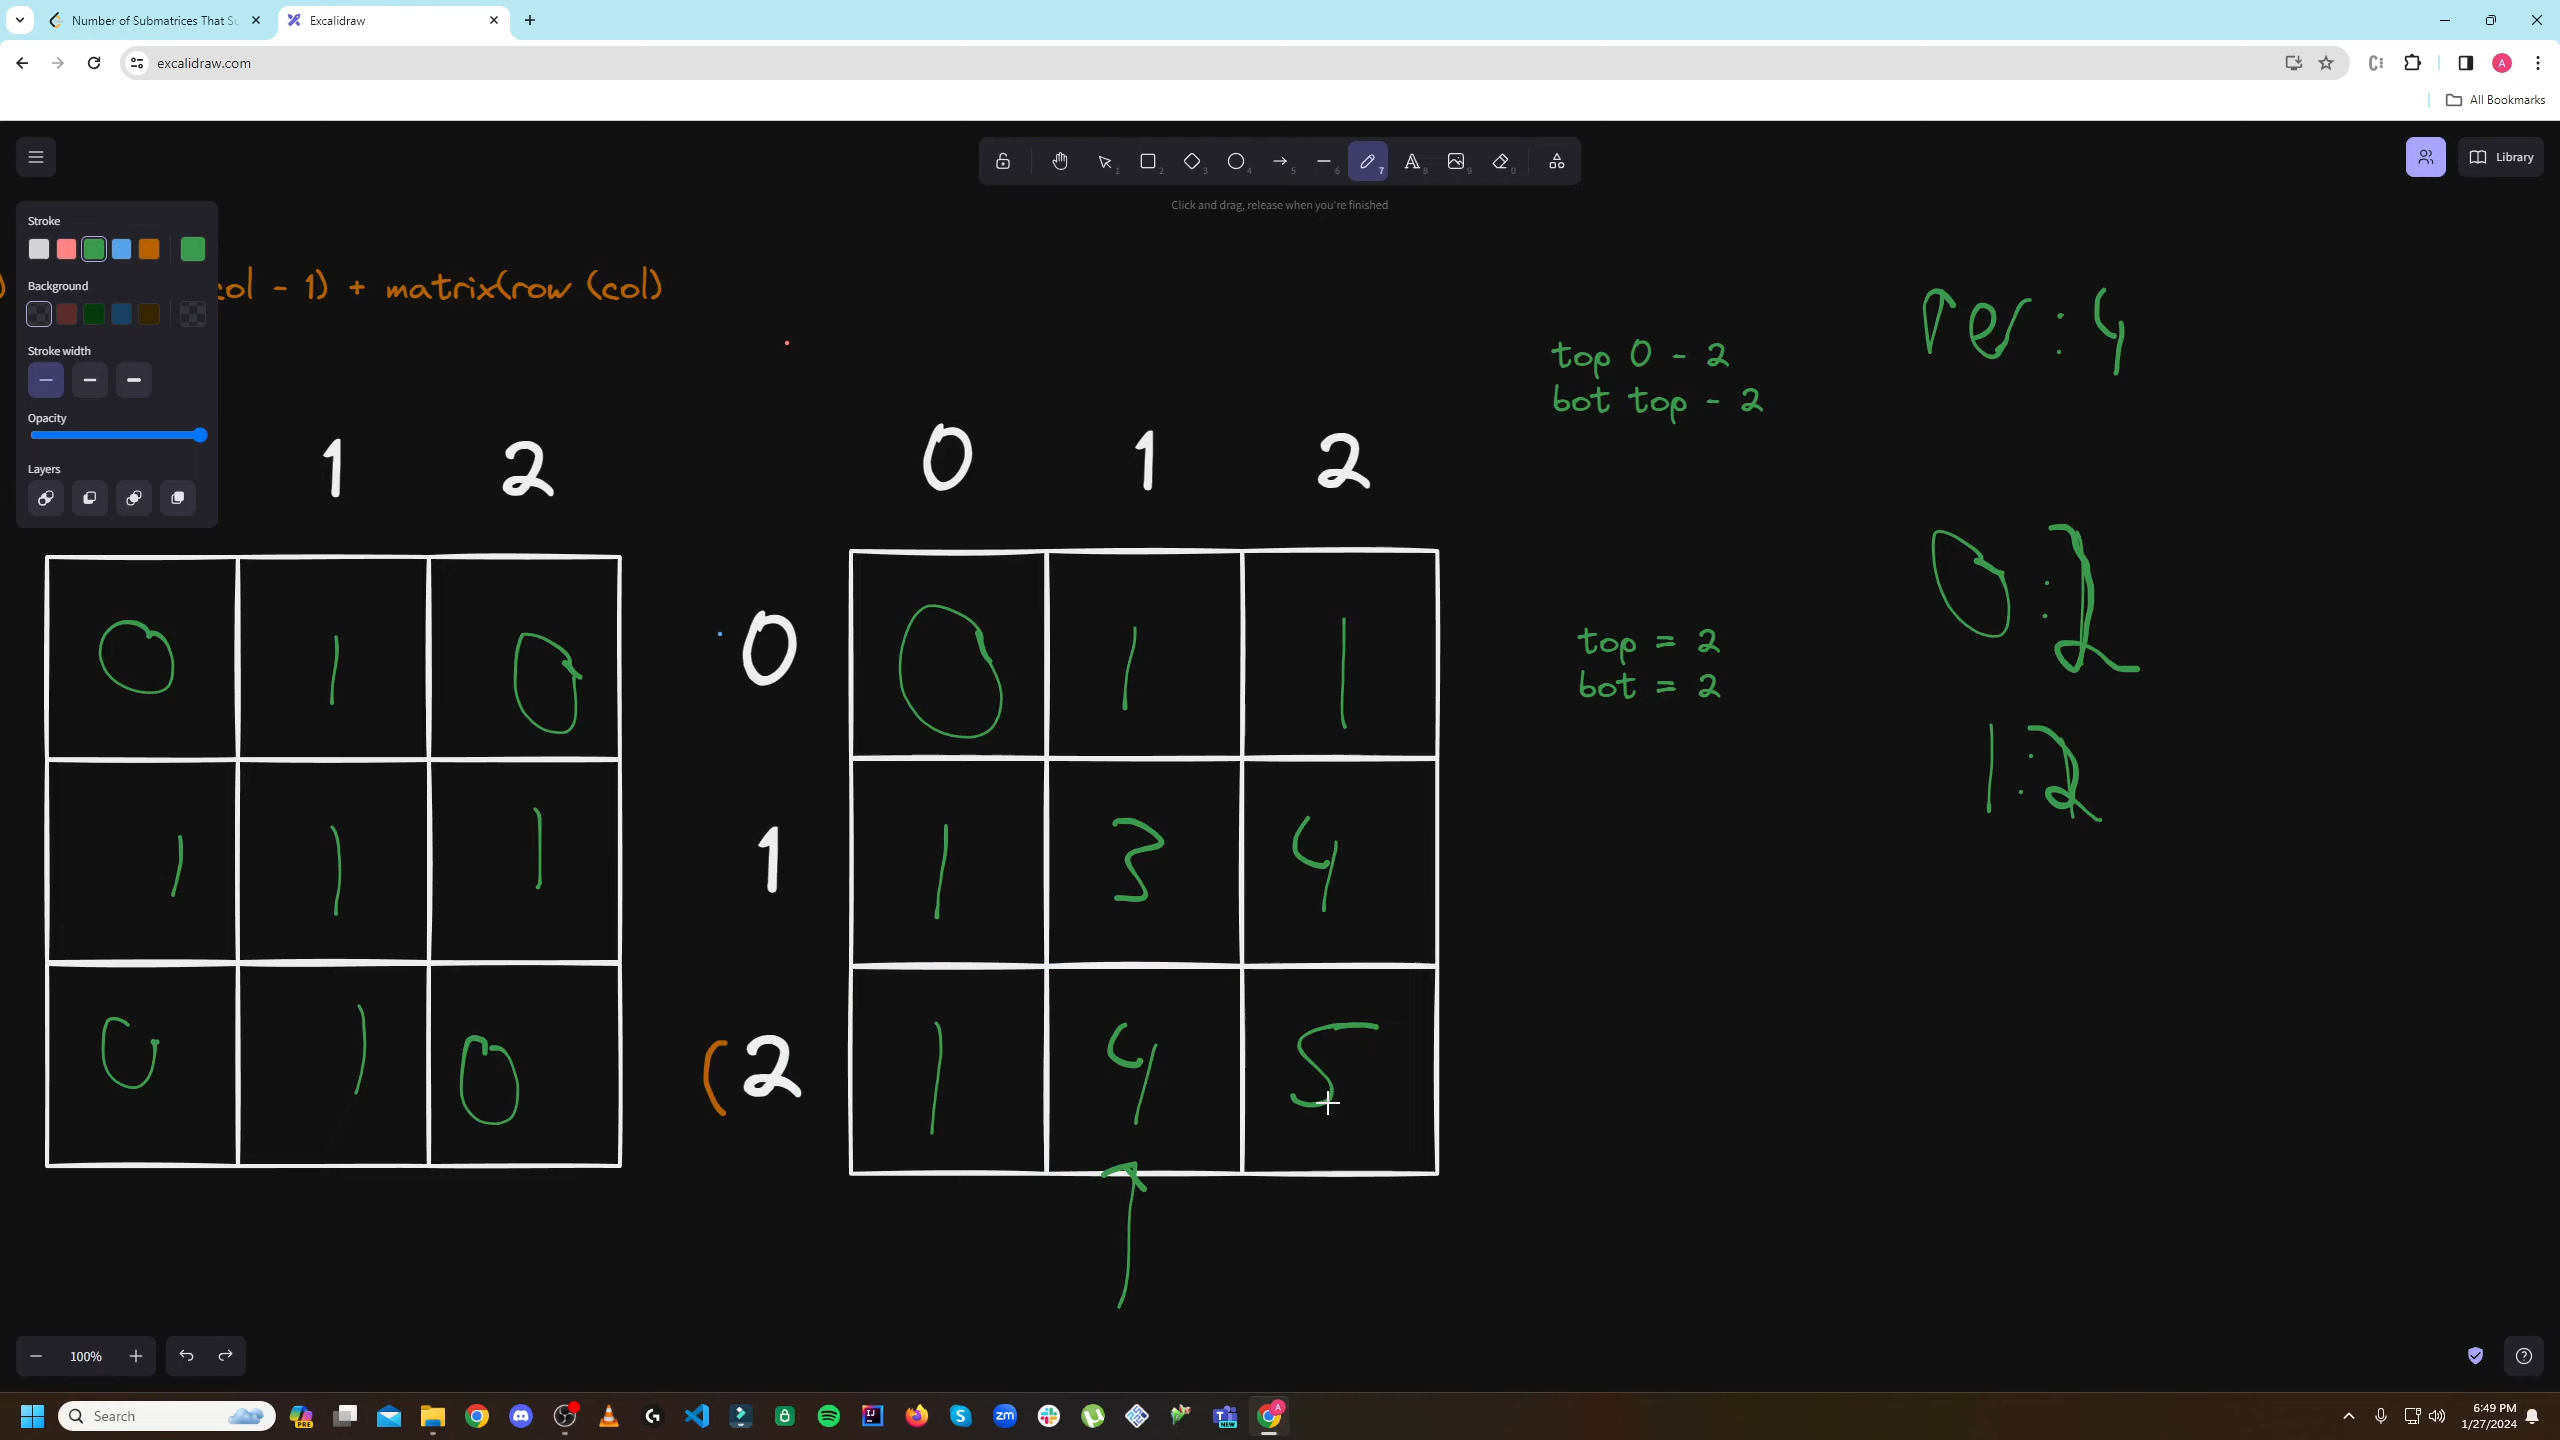 Number of Submatrices That Su
Excalidraw
excalidraw.com
All Bookmarks
Library
Click and drag, release when you're finished
Stroke
Background
Stroke width
Opacity
Layers
col - 1) + matrix(row (col)
top 0 - 2
bot top - 2
res : 4
1 2
0 1 2
0 1 0
0
0 1 1
top = 2
bot = 2
0 : 2
1 : 2
1 1 1
1
1 3 4
0 1 0
(2
1 4 5
100%
Search
6:49 PM
1/27/2024